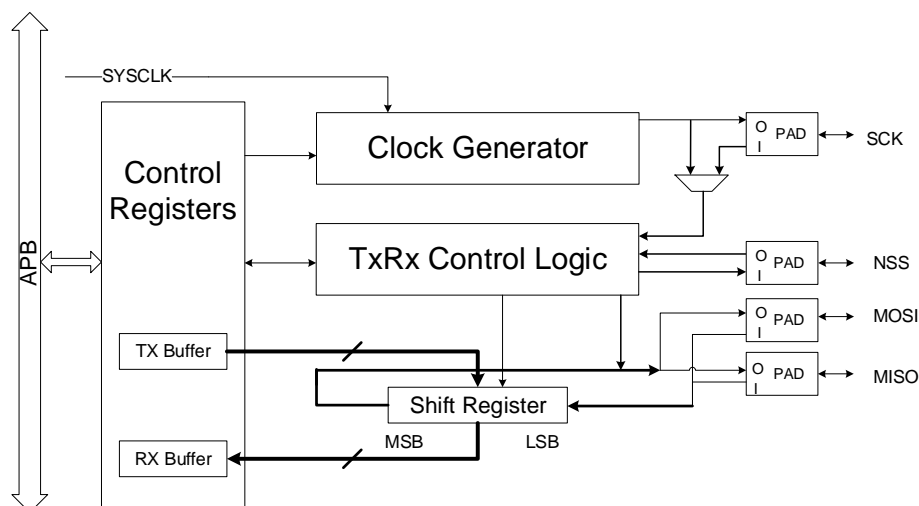 SYSCLK
APB
Control
Registers
Clock Generator
TxRx Control Logic
TX Buffer
RX Buffer
Shift Register
MSB
LSB
O
I
PAD
SCK
O
I
PAD
NSS
O
I
PAD
MOSI
O
I
PAD
MISO